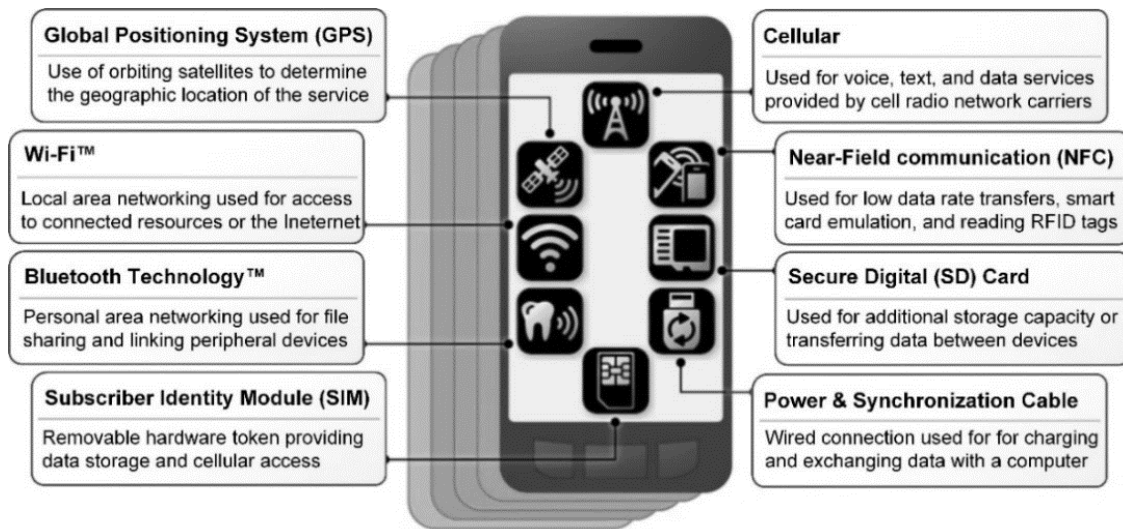 Global Positioning System (GPS)
Use of orbiting satellites to determine
the geographic location of the service
Wi-Fi™
Local area networking used for access
to connected resources or the Ineternet
Bluetooth Technology™
Personal area networking used for file
sharing and linking peripheral devices
Subscriber Identity Module (SIM)
Removable hardware token providing
data storage and cellular access
Cellular
Used for voice, text, and data services
provided by cell radio network carriers
Near-Field communication (NFC)
Used for low data rate transfers, smart
card emulation, and reading RFID tags
Secure Digital (SD) Card
Used for additional storage capacity or
transferring data between devices
Power & Synchronization Cable
Wired connection used for for charging
and exchanging data with a computer